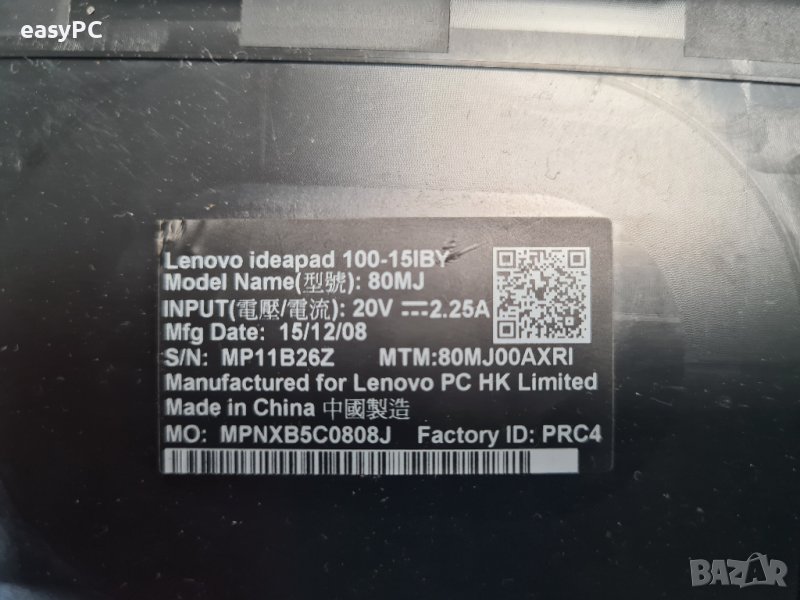 easyPC
Lenovo ideapad 100-15IBY
Model Name(型號): 80MJ
INPUT(電壓/電流): 20V ⎓2.25A
Mfg Date: 15/12/08
S/N: MP11B26Z MTM:80MJ00AXRI
Manufactured for Lenovo PC HK Limited
Made in China 中國製造
MO: MPNXB5C0808J Factory ID: PRC4
BAZAR